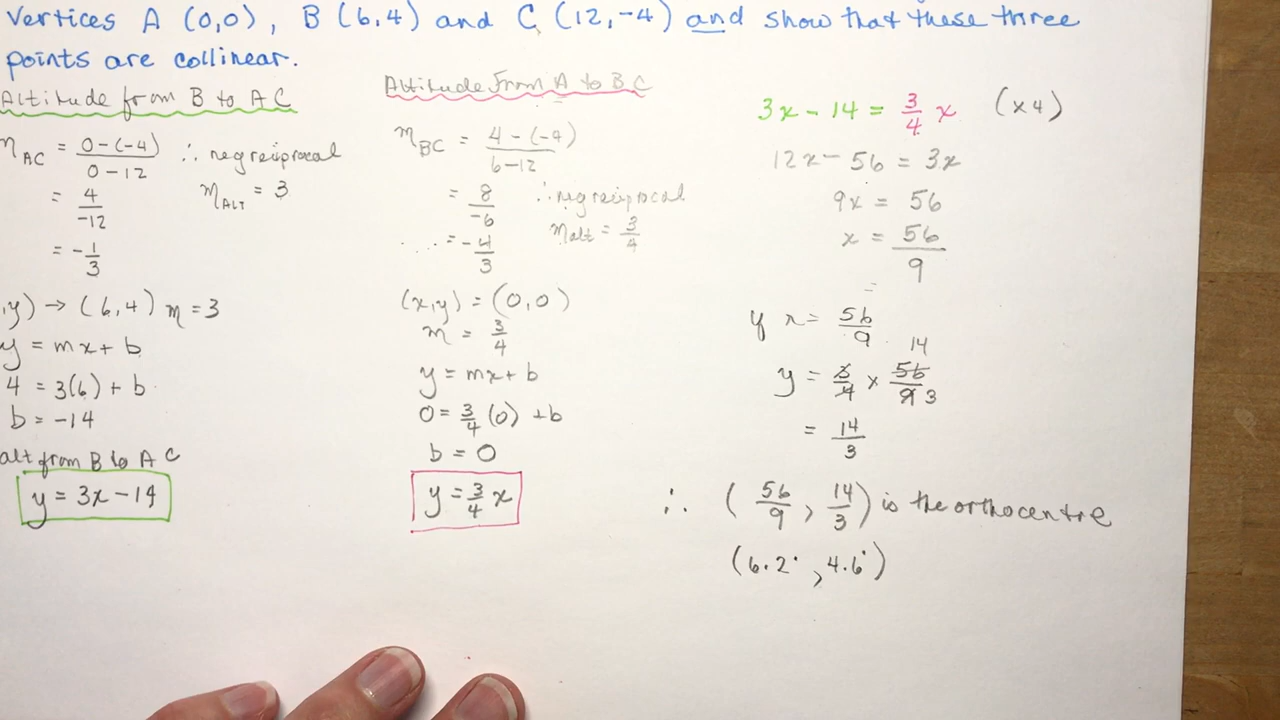 Vertices A (0,0), B (6,4) and C (12,-4) and show that these three
points are collinear.
Altitude from B to AC
m AC = 0-(-4) / 0-12 ∴ neg reciprocal
= 4/-12 m ALT = 3
= -1/3
,y) → (6,4) m = 3
y = mx + b
4 = 3(6) + b
b = -14
alt from B to AC
y = 3x - 14
Altitude from A to BC
m BC = 4-(-4) / 6-12
= 8/-6 ∴ neg reciprocal
= -4/3 m alt = 3/4
(x,y) = (0,0)
m = 3/4
y = mx + b
0 = 3/4 (0) + b
b = 0
y = 3/4 x
3x - 14 = 3/4 x (x4)
12x - 56 = 3x
9x = 56
x = 56/9
y x = 56/9
14
y = 3/4 × 56/9 3
= 14/3
∴ (56/9, 14/3) is the orthocentre
(6.2˙, 4.6˙)